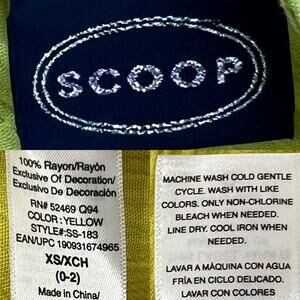 SCOOP
100% Rayon/Rayón
Exclusive Of Decoration/
Exclusivo De Decoración
RN# 52469 Q94
COLOR: YELLOW
STYLE#: SS-183
EAN/UPC 190931674965
XS/XCH
(0-2)
Made in China/
MACHINE WASH COLD GENTLE
CYCLE. WASH WITH LIKE
COLORS. ONLY NON-CHLORINE
BLEACH WHEN NEEDED.
LINE DRY. COOL IRON WHEN
NEEDED.
LAVAR A MÁQUINA CON AGUA
FRÍA EN CICLO DELICADO.
LAVAR CON COLORES